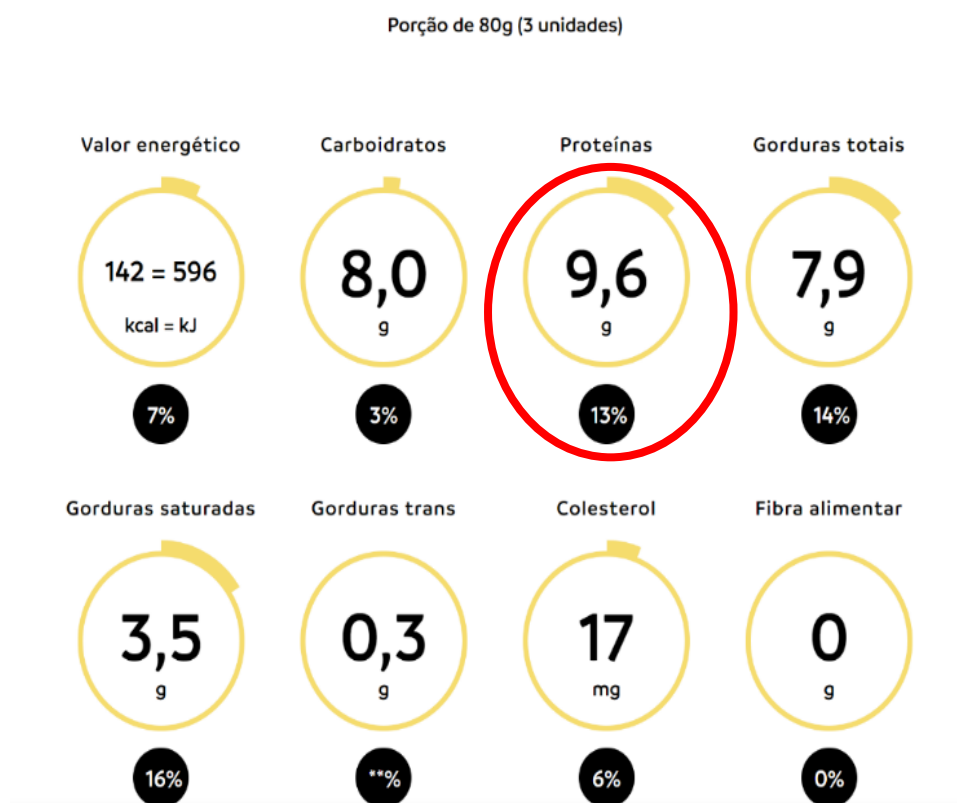 Porção de 80g (3 unidades)
Valor energético
142 = 596
kcal = kJ
7%
Carboidratos
8,0
g
3%
Proteínas
9,6
g
13%
Gorduras totais
7,9
g
14%
Gorduras saturadas
3,5
g
16%
Gorduras trans
0,3
g
**%
Colesterol
17
mg
6%
Fibra alimentar
0
g
0%